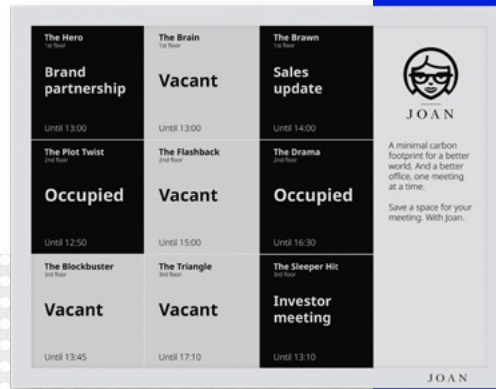 The Hero
1st floor
Brand
partnership
Until 13:00
The Brain
1st floor
Vacant
Until 13:00
The Brawn
1st floor
Sales
update
Until 14:00
The Plot Twist
2nd floor
Occupied
Until 12:50
The Flashback
2nd floor
Vacant
Until 15:00
The Drama
2nd floor
Occupied
Until 16:30
The Blockbuster
3rd floor
Vacant
Until 13:45
The Triangle
3rd floor
Vacant
Until 17:10
The Sleeper Hit
3rd floor
Investor
meeting
Until 13:10
JOAN
A minimal carbon
footprint for a better
world. And a better
office, one meeting
at a time.
Save a space for your
meeting. With Joan.
JOAN